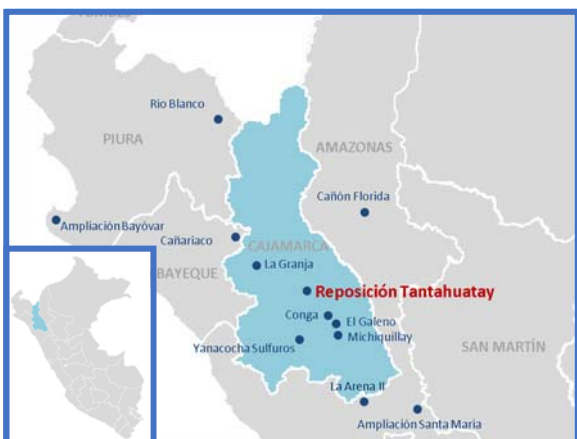 Rio Blanco
PIURA
AMAZONAS
Cañón Florida
Ampliación Bayóvar
Cañariaco
CAJAMARCA
BAYEQUE
La Granja
Reposición Tantahuatay
Conga
El Galeno
Yanacocha Sulfuros
Michiquillay
SAN MARTÍN
La Arena II
Ampliación Santa Maria